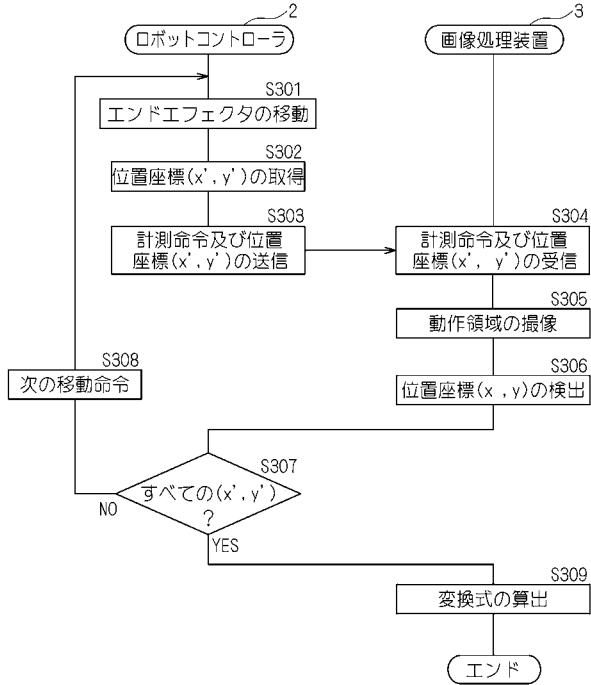 2
ロボットコントローラ
3
画像処理装置
S301
エンドエフェクタの移動
S302
位置座標(x',y')の取得
S303
計測命令及び位置
座標(x',y')の送信
S304
計測命令及び位置
座標(x', y')の受信
S305
動作領域の撮像
S306
位置座標(x ,y)の検出
S308
次の移動命令
S307
すべての(x',y')
?
NO
YES
S309
変換式の算出
エンド